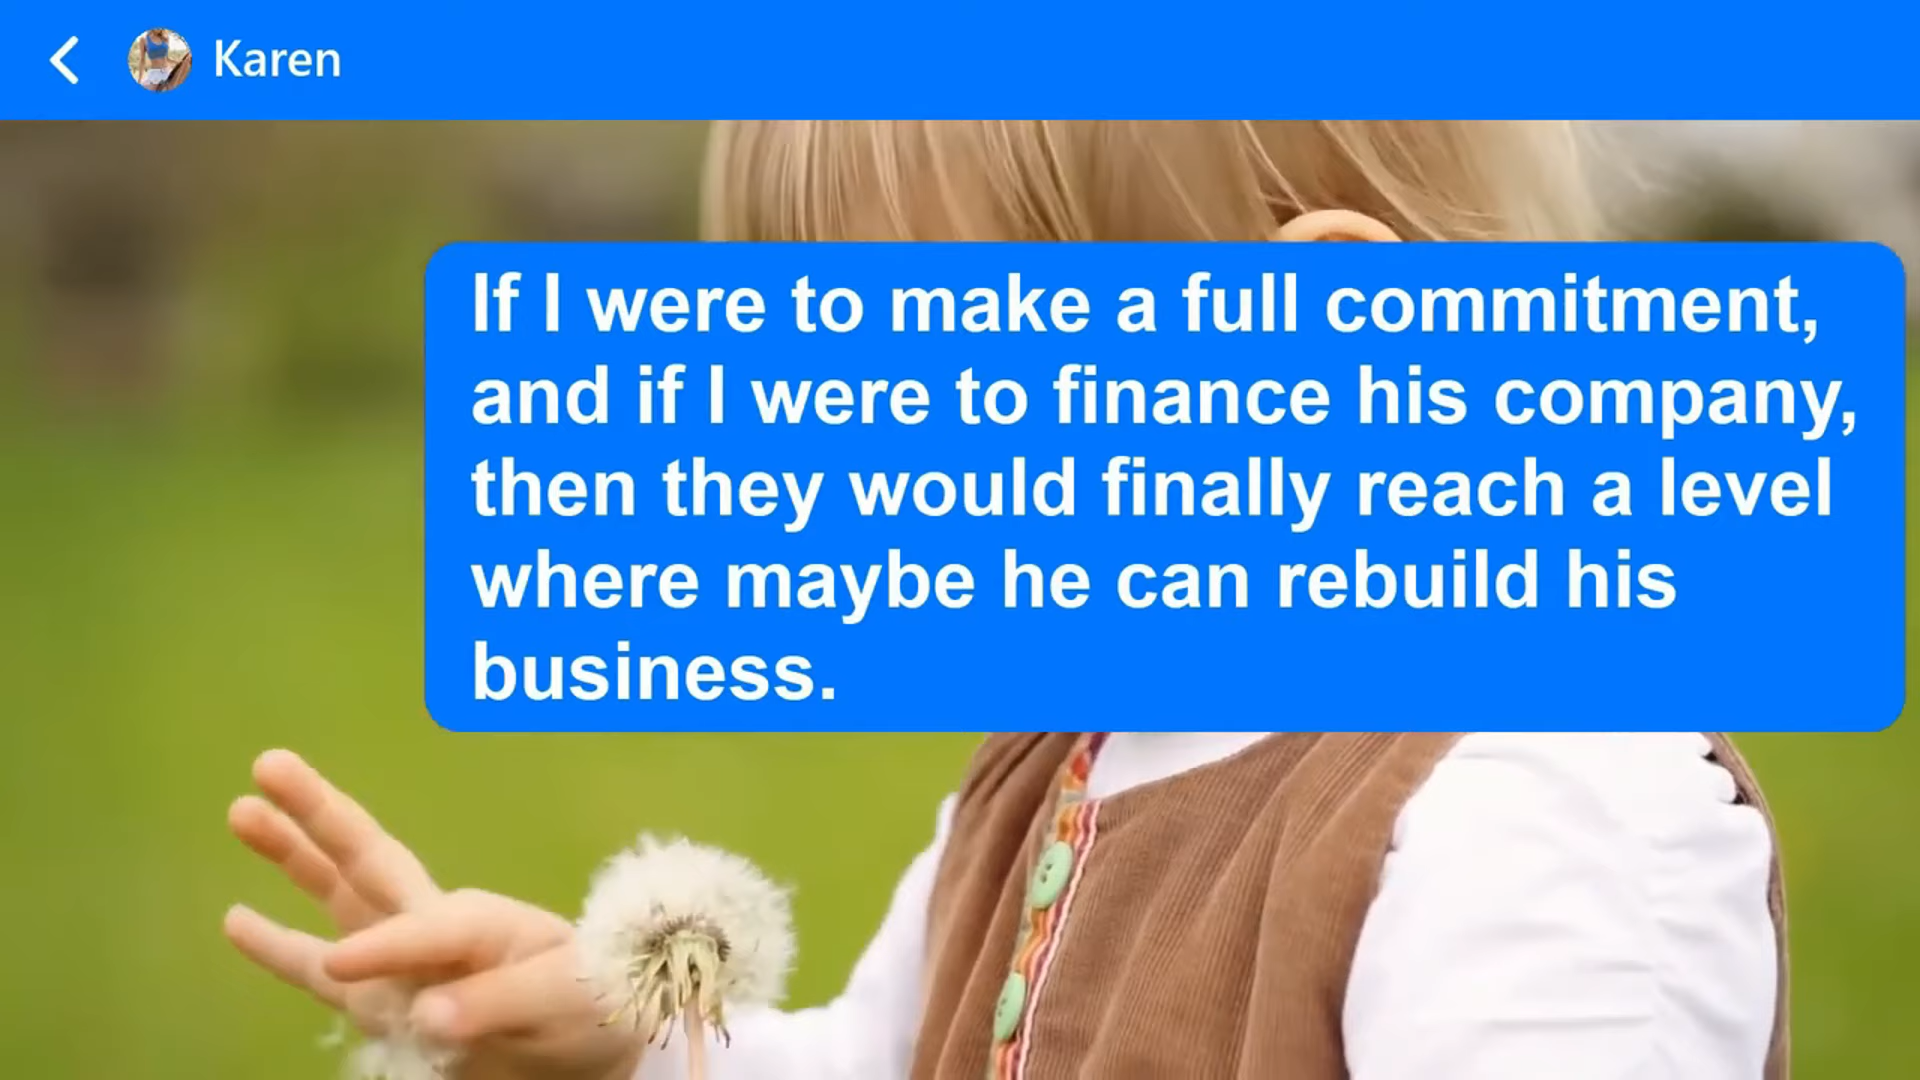 Karen
If I were to make a full commitment,
and if I were to finance his company,
then they would finally reach a level
where maybe he can rebuild his
business.